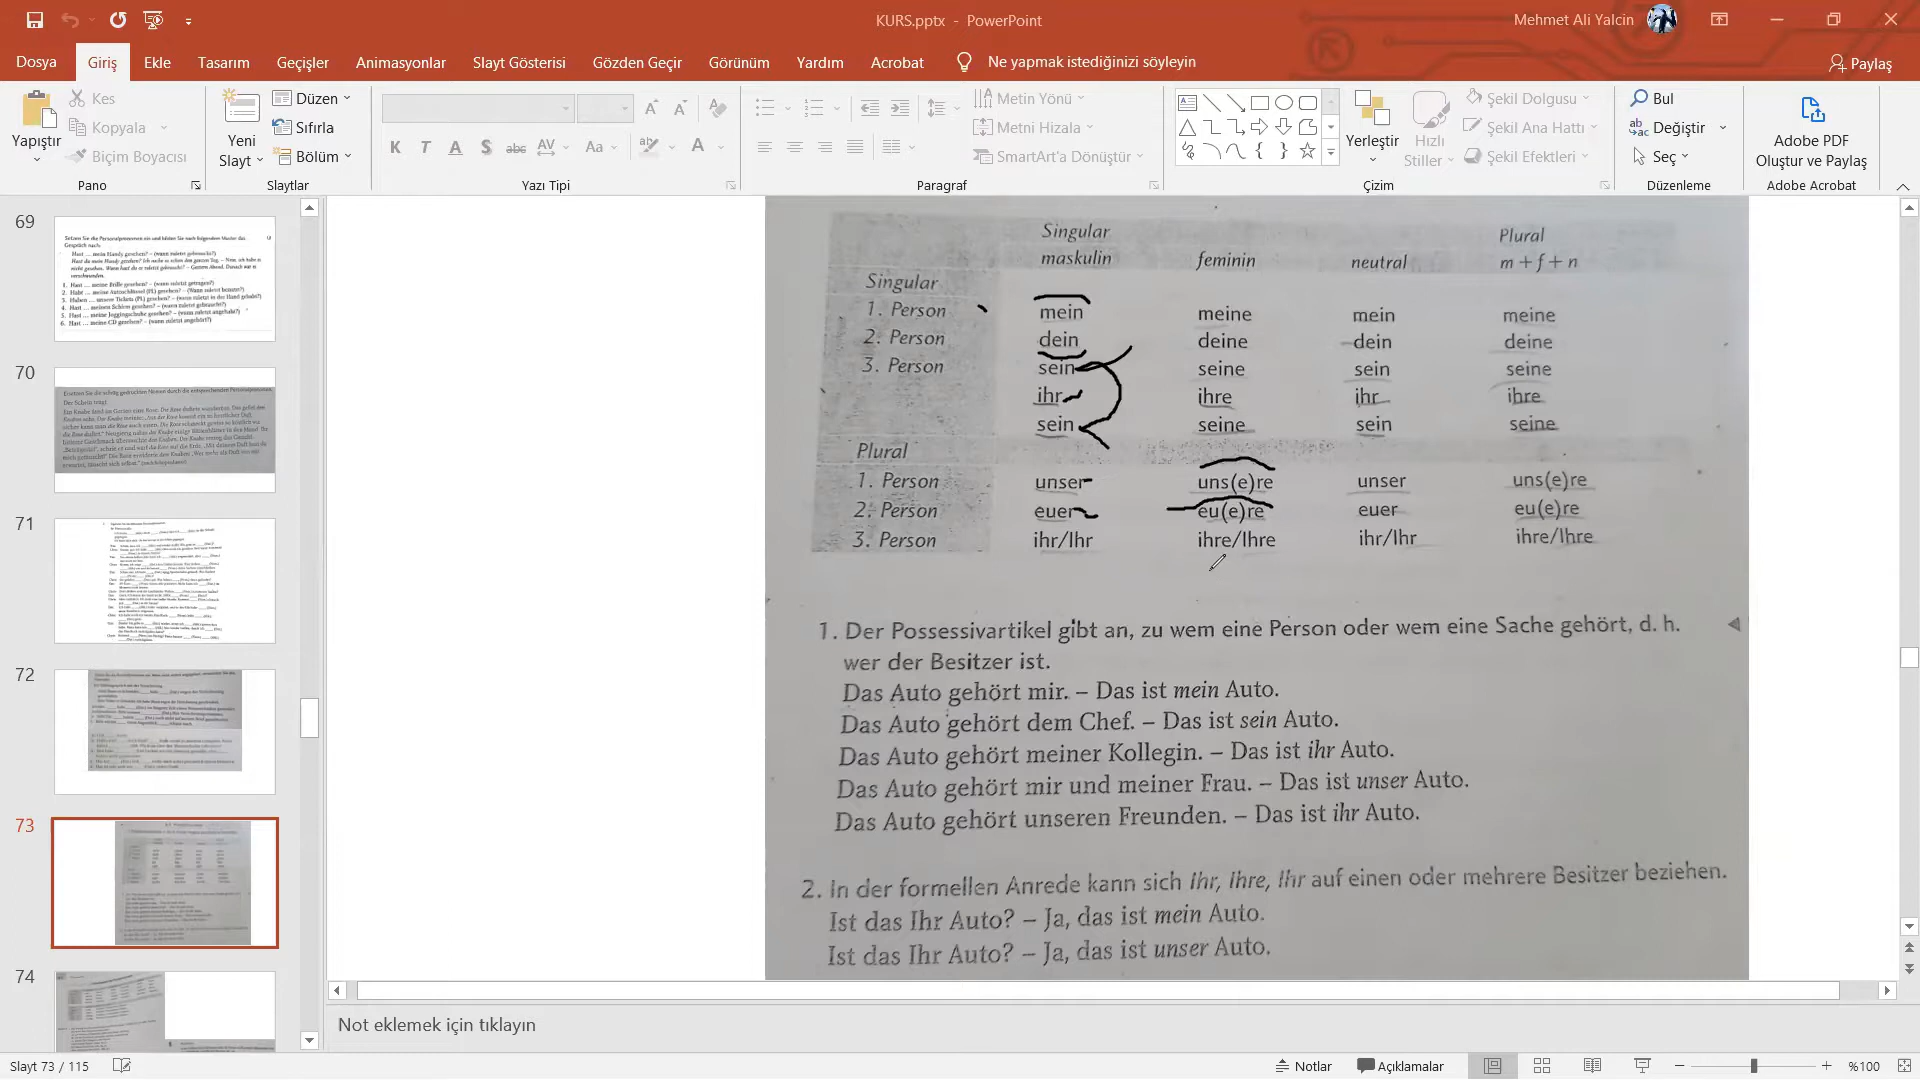 KURS.pptx - PowerPoint
Mehmet Ali Yalcin
Dosya Giriş Ekle Tasarım Geçişler Animasyonlar Slayt Gösterisi Gözden Geçir Görünüm Yardım Acrobat Ne yapmak istediğinizi söyleyin Paylaş
Yapıştır
Kes
Kopyala
Biçim Boyacısı
Pano
Yeni Slayt
Düzen
Sıfırla
Bölüm
Slaytlar
K T A S abc AV Aa A
Yazı Tipi
Metin Yönü
Metni Hizala
SmartArt'a Dönüştür
Paragraf
Yerleştir
Hızlı Stiller
Şekil Dolgusu
Şekil Ana Hattı
Şekil Efektleri
Çizim
Bul
Değiştir
Seç
Düzenleme
Adobe PDF Oluştur ve Paylaş
Adobe Acrobat
69
70
71
72
73
74
Singular Plural
maskulin feminin neutral m + f + n
Singular
1. Person mein meine mein meine
2. Person dein deine dein deine
3. Person sein seine sein seine
ihr ihre ihr ihre
sein seine sein seine
Plural
1. Person unser uns(e)re unser uns(e)re
2. Person euer eu(e)re euer eu(e)re
3. Person ihr/Ihr ihre/Ihre ihr/Ihr ihre/Ihre
1. Der Possessivartikel gibt an, zu wem eine Person oder wem eine Sache gehört, d. h.
wer der Besitzer ist.
Das Auto gehört mir. – Das ist mein Auto.
Das Auto gehört dem Chef. – Das ist sein Auto.
Das Auto gehört meiner Kollegin. – Das ist ihr Auto.
Das Auto gehört mir und meiner Frau. – Das ist unser Auto.
Das Auto gehört unseren Freunden. – Das ist ihr Auto.
2. In der formellen Anrede kann sich Ihr, Ihre, Ihr auf einen oder mehrere Besitzer beziehen.
Ist das Ihr Auto? – Ja, das ist mein Auto.
Ist das Ihr Auto? – Ja, das ist unser Auto.
Not eklemek için tıklayın
Slayt 73 / 115
Notlar
Açıklamalar
%100